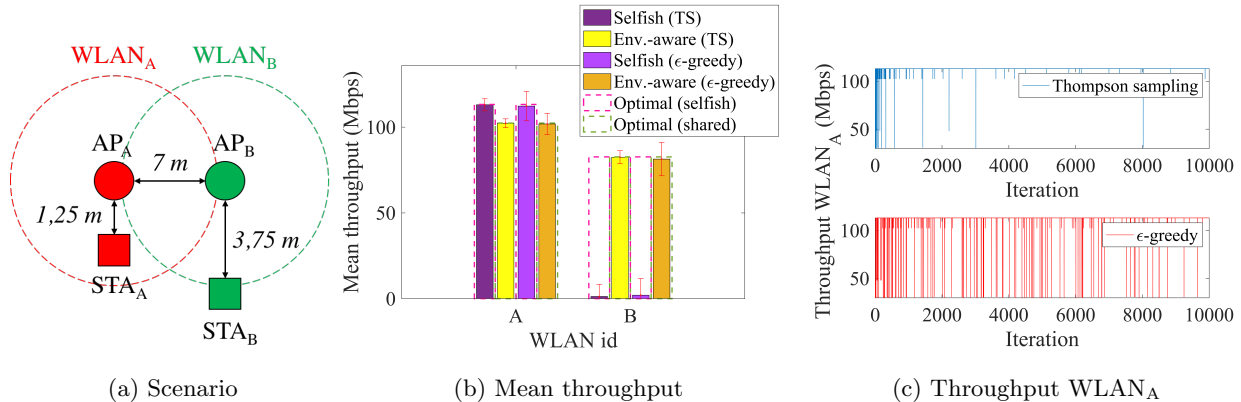 WLAN_A WLAN_B
AP_A AP_B
7 m
1,25 m
3,75 m
STA_A
STA_B
(a) Scenario
Selfish (TS)
Env.-aware (TS)
Selfish (ϵ-greedy)
Env.-aware (ϵ-greedy)
Optimal (selfish)
Optimal (shared)
Mean throughput (Mbps)
100
50
0
A B
WLAN id
(b) Mean throughput
Throughput WLAN_A (Mbps)
100
50
Thompson sampling
0 2000 4000 6000 8000 10000
Iteration
100
50
ϵ-greedy
0 2000 4000 6000 8000 10000
Iteration
(c) Throughput WLAN_A